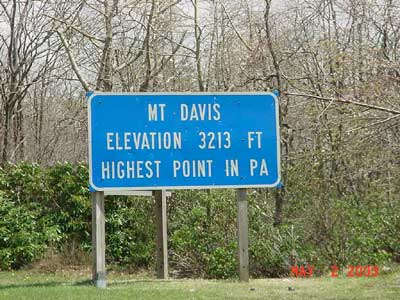 MT DAVIS
ELEVATION 3213 FT
HIGHEST POINT IN PA